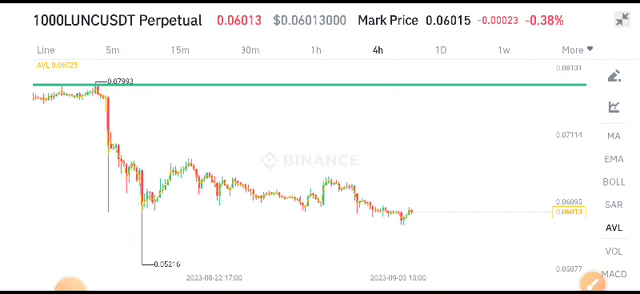 1000LUNCUSDT Perpetual 0.06013 $0.06013000 Mark Price 0.06015 -0.00023 -0.38%
Line 5m 15m 30m 1h 4h 1D 1w More
AVL 0.06025
0.08131
0.07993
0.07114
MA
BINANCE
EMA
BOLL
0.06095
SAR
0.06013
AVL
VOL
0.05216
0.05077
MACD
2023-08-22 17:00 2023-09-03 13:00